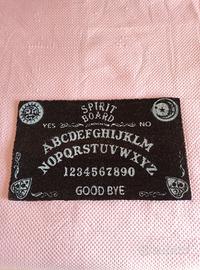 SPIRIT
BOARD
YES NO
ABCDEFGHIJKLM
NOPQRSTUVWXYZ
1234567890
GOOD BYE